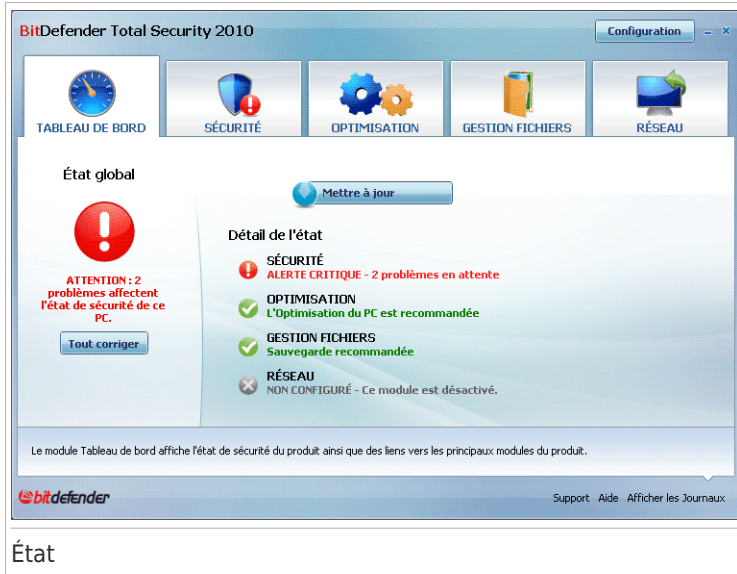 BitDefender Total Security 2010
Configuration
TABLEAU DE BORD
SÉCURITÉ
OPTIMISATION
GESTION FICHIERS
RÉSEAU
État global
Mettre à jour
ATTENTION : 2
problèmes affectent
l'état de sécurité de ce
PC.
Tout corriger
Détail de l'état
SÉCURITÉ
ALERTE CRITIQUE - 2 problèmes en attente
OPTIMISATION
L'Optimisation du PC est recommandée
GESTION FICHIERS
Sauvegarde recommandée
RÉSEAU
NON CONFIGURÉ - Ce module est désactivé.
Le module Tableau de bord affiche l'état de sécurité du produit ainsi que des liens vers les principaux modules du produit.
bitdefender
Support Aide Afficher les Journaux
État